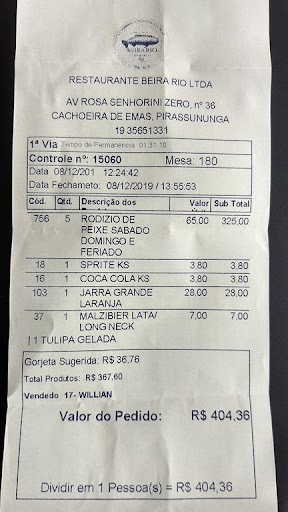 BEIRA RIO
RESTAURANTE BEIRA RIO LTDA
AV ROSA SENHORINI ZERO, nº 36
CACHOEIRA DE EMAS, PIRASSUNUNGA
19 35651331
1ª Via Tempo de Permanência: 01:31:10
Controle nº: 15060 Mesa: 180
Data 08/12/201 12:24:42
Data Fechameto: 08/12/2019 / 13:55:53
Cód. Qtd. Descrição dos Valor Sub Total
756 5 RODIZIO DE 65,00 325,00
PEIXE SABADO
DOMINGO E
FERIADO
18 1 SPRITE KS 3,80 3,80
16 1 COCA COLA KS 3,80 3,80
103 1 JARRA GRANDE 28,00 28,00
LARANJA
37 1 MALZIBIER LATA/ 7,00 7,00
LONG NECK
| 1 TULIPA GELADA
Gorjeta Sugerida: R$ 36,76
Total Produtos: R$ 367,60
Vendedo 17- WILLIAN
Valor do Pedido: R$ 404,36
Dividir em 1 Pessoa(s) = R$ 404,36